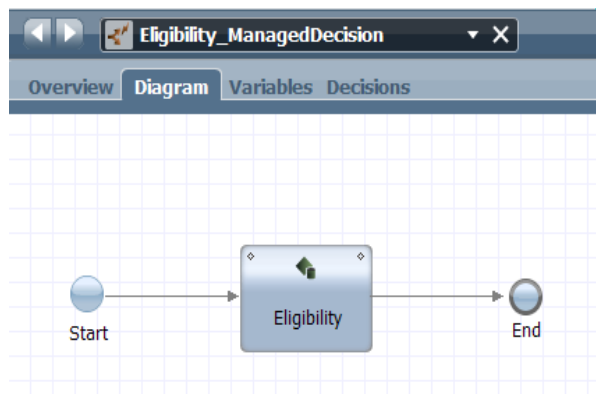 Eligibility_ManagedDecision
Overview Diagram Variables Decisions
Eligibility
Start
End